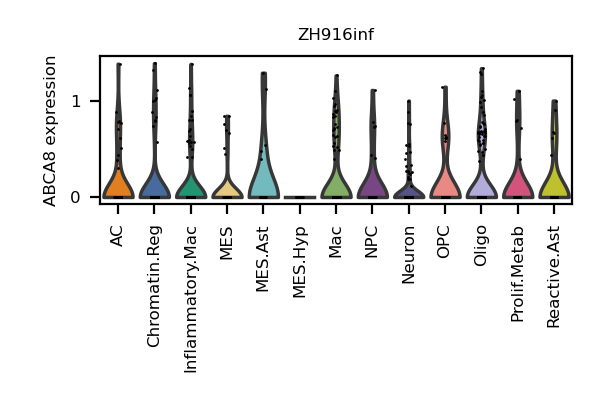 ZH916inf
ABCA8 expression
1
0
AC
Chromatin.Reg
Inflammatory.Mac
MES
MES.Ast
MES.Hyp
Mac
NPC
Neuron
OPC
Oligo
Prolif.Metab
Reactive.Ast